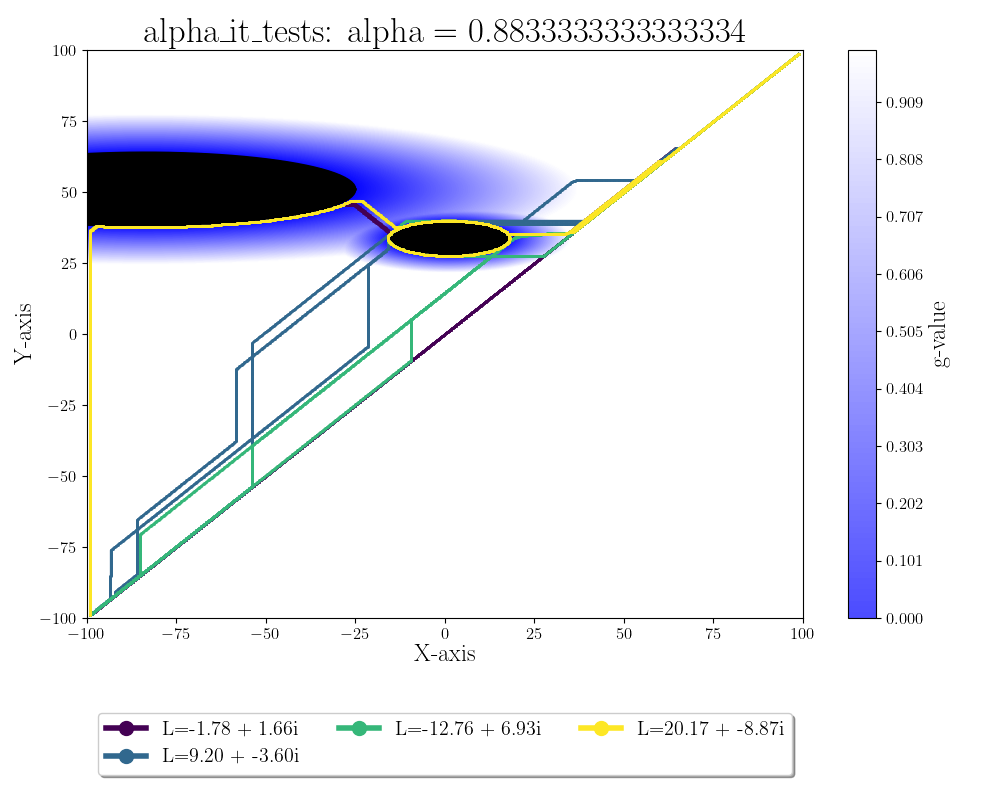 alpha_it_tests: alpha = 0.8833333333333334
100
75
50
25
0
−25
−50
−75
−100
Y-axis
−100 −75 −50 −25 0 25 50 75 100
X-axis
0.909
0.808
0.707
0.606
0.505
0.404
0.303
0.202
0.101
0.000
g-value
L=-1.78 + 1.66i L=-12.76 + 6.93i L=20.17 + -8.87i
L=9.20 + -3.60i